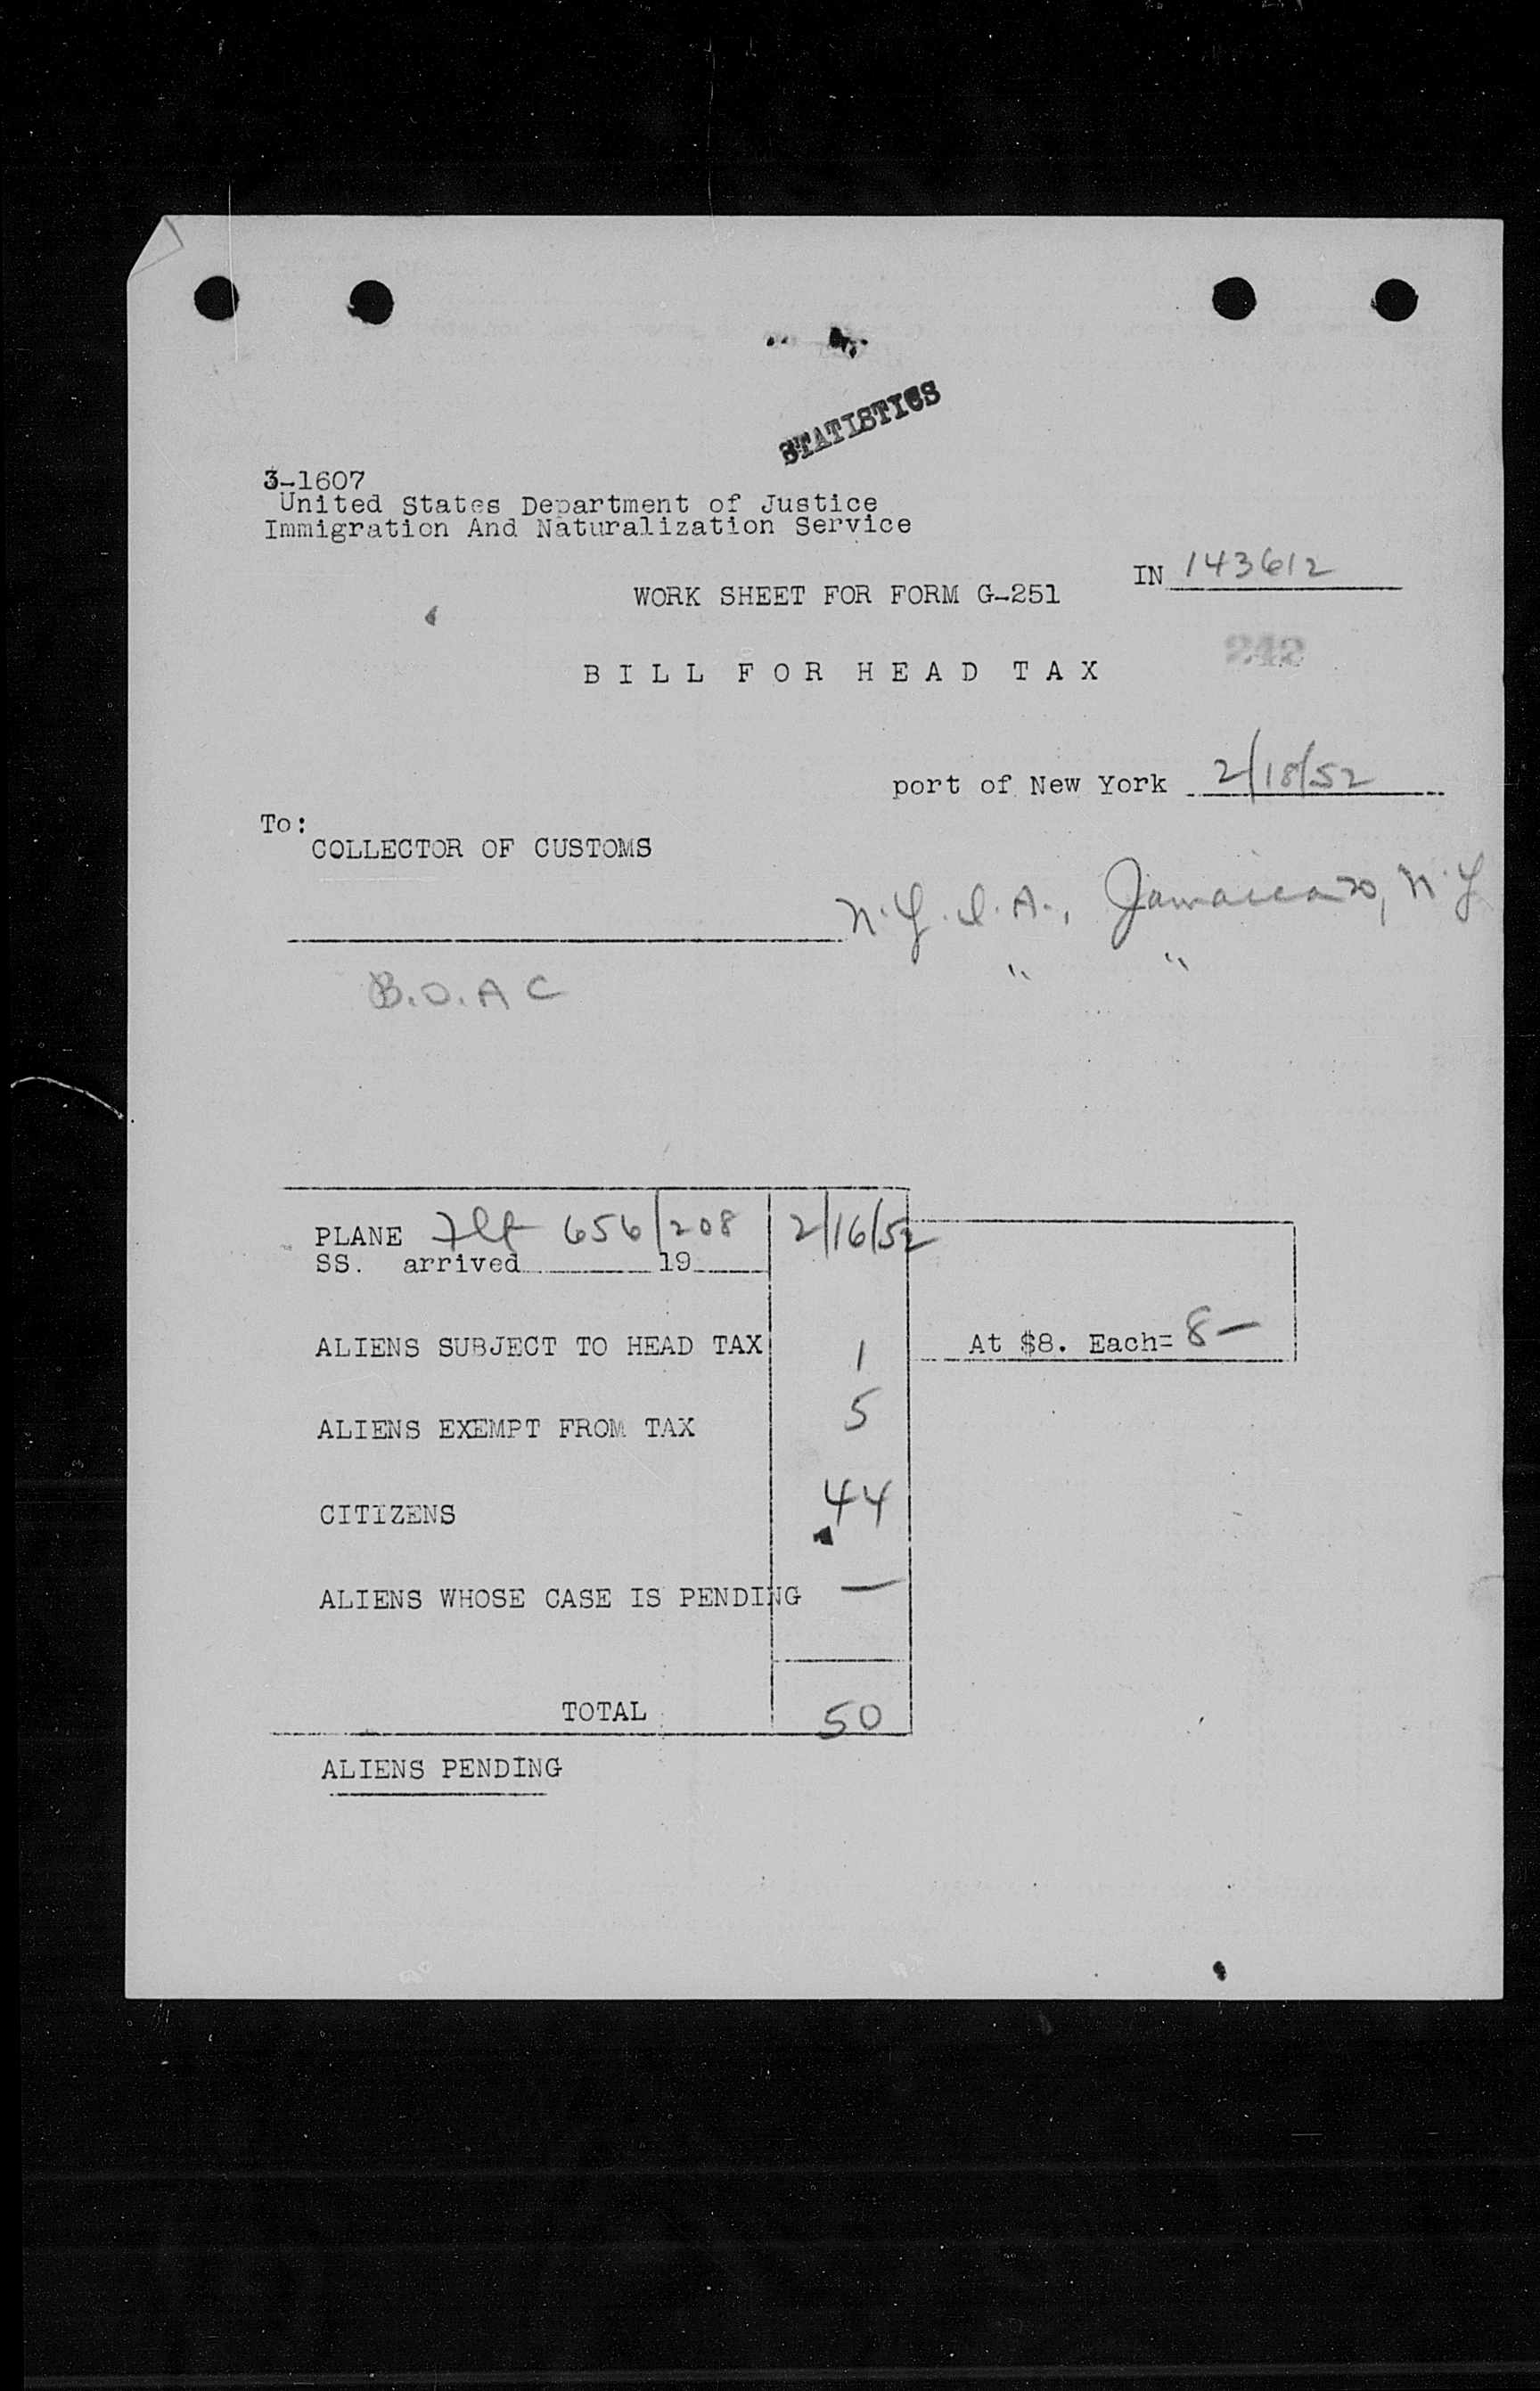 STATISTICS
3-1607
United States Department of Justice
Immigration And Naturalization Service
IN 143612
WORK SHEET FOR FORM G-251
242
BILL FOR HEAD TAX
port of New York 2/18/52
To:
COLLECTOR OF CUSTOMS
N.Y.I.A., Jamaica 20, N.Y
" "
B.O.A C
PLANE Flt 656/208 2/16/52
SS. arrived 19
ALIENS SUBJECT TO HEAD TAX 1 At $8. Each= 8—
ALIENS EXEMPT FROM TAX 5
CITIZENS 44
ALIENS WHOSE CASE IS PENDING —
TOTAL 50
ALIENS PENDING